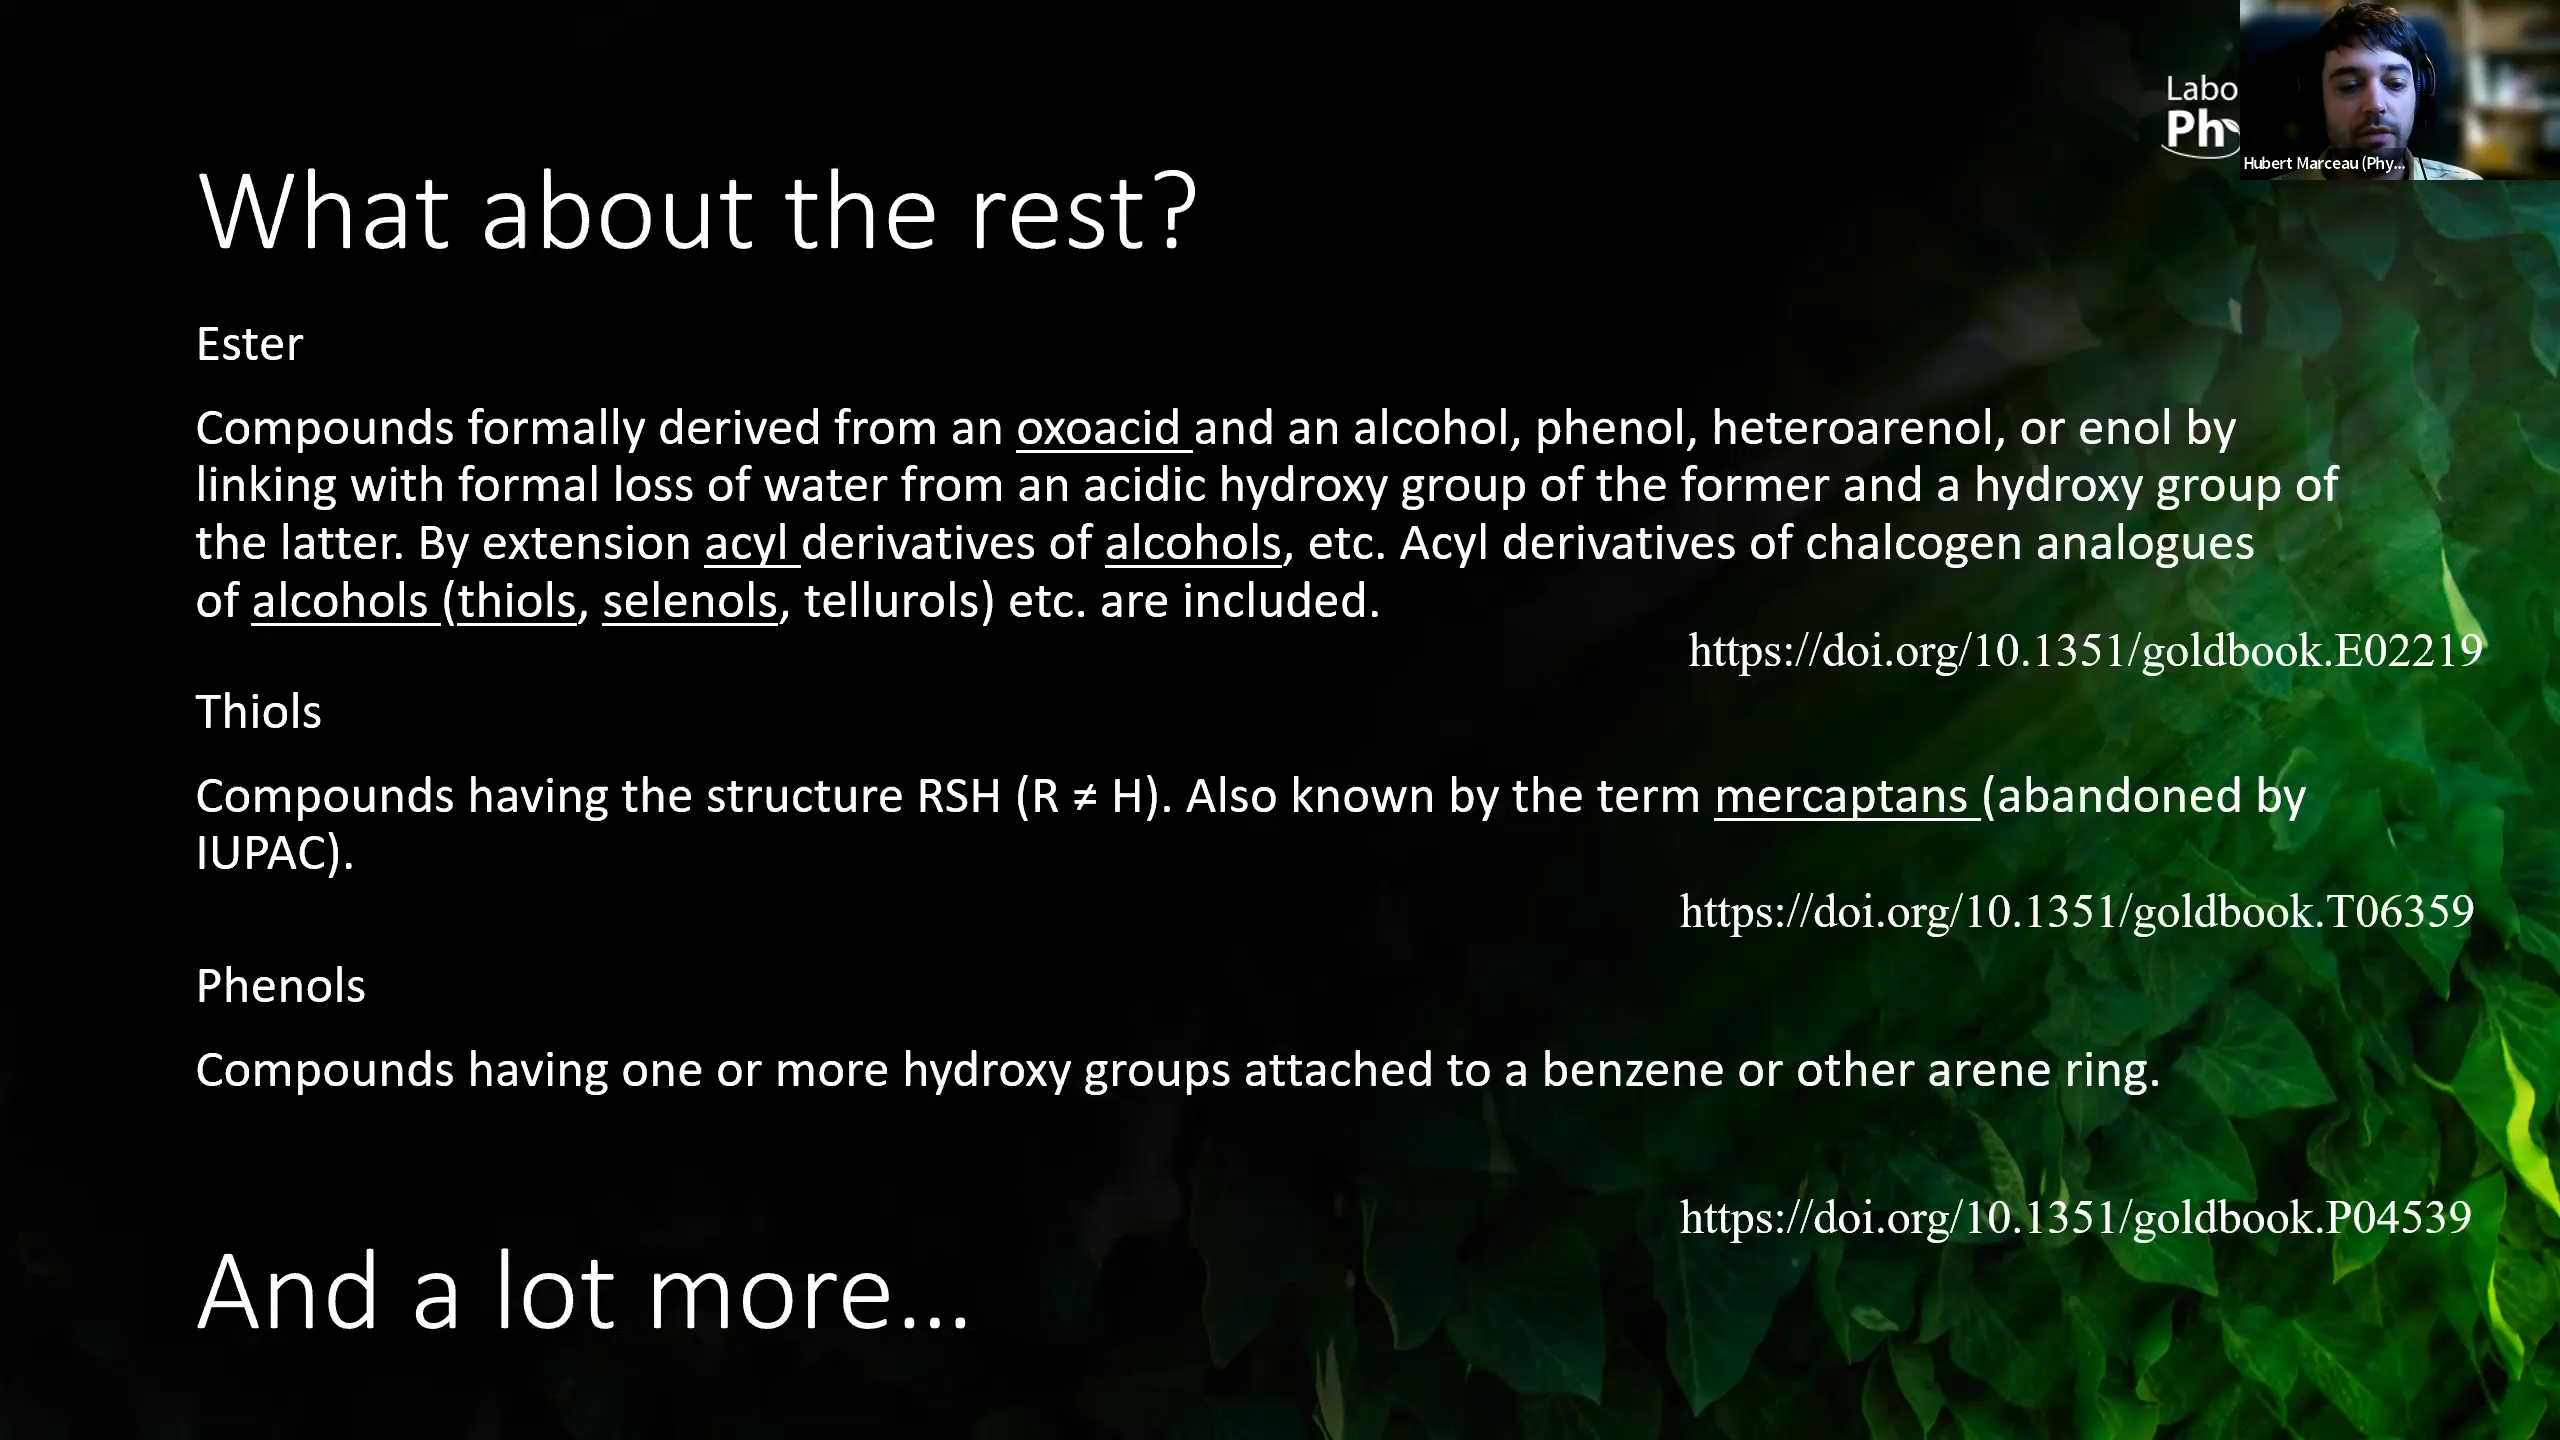 Labo
Ph
Hubert Marceau (Phy...
What about the rest?
Ester
Compounds formally derived from an oxoacid and an alcohol, phenol, heteroarenol, or enol by
linking with formal loss of water from an acidic hydroxy group of the former and a hydroxy group of
the latter. By extension acyl derivatives of alcohols, etc. Acyl derivatives of chalcogen analogues
of alcohols (thiols, selenols, tellurols) etc. are included.
https://doi.org/10.1351/goldbook.E02219
Thiols
Compounds having the structure RSH (R ≠ H). Also known by the term mercaptans (abandoned by
IUPAC).
https://doi.org/10.1351/goldbook.T06359
Phenols
Compounds having one or more hydroxy groups attached to a benzene or other arene ring.
https://doi.org/10.1351/goldbook.P04539
And a lot more...